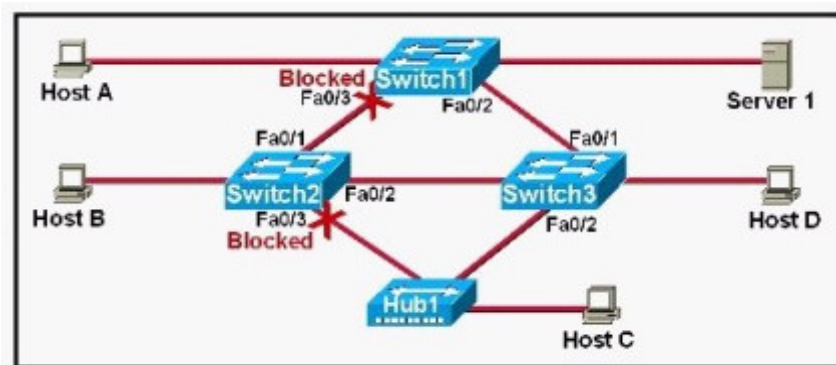 Host A
Blocked
Fa0/3
Switch1
Fa0/2
Server 1
Fa0/1
Fa0/1
Host B
Switch2
Fa0/2
Switch3
Host D
Fa0/3
Blocked
Fa0/2
Hub1
Host C